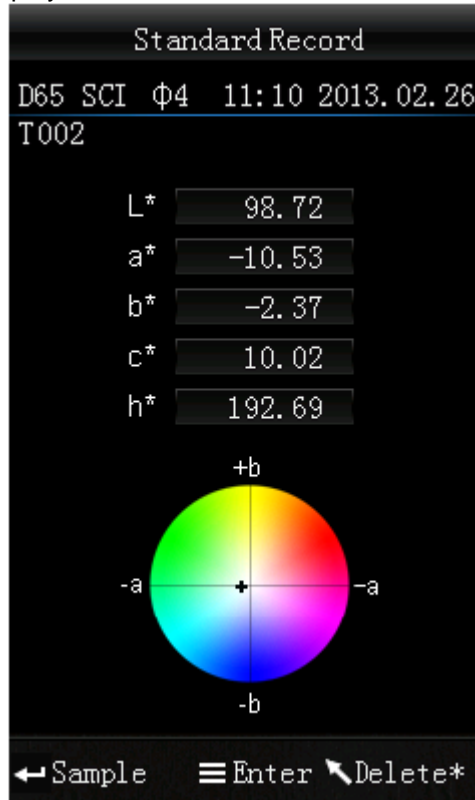 Standard Record
D65 SCI Φ4 11:10 2013.02.26
T002
L* 98.72
a* -10.53
b* -2.37
c* 10.02
h* 192.69
+b
-a -a
-b
Sample Enter Delete*